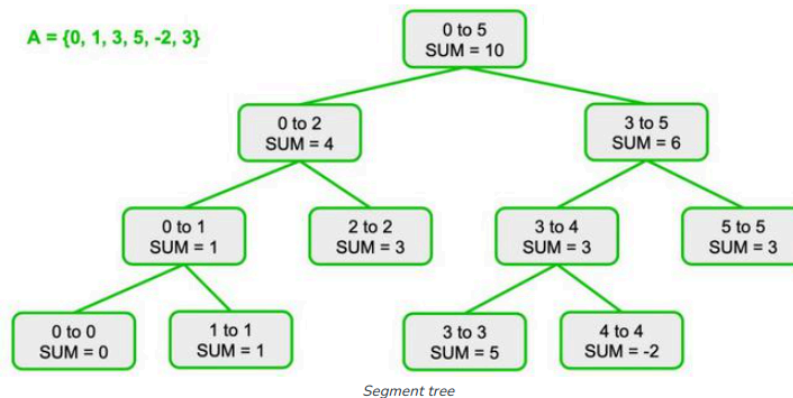 A = {0, 1, 3, 5, -2, 3}
0 to 5
SUM = 10
0 to 2
SUM = 4
3 to 5
SUM = 6
0 to 1
SUM = 1
2 to 2
SUM = 3
3 to 4
SUM = 3
5 to 5
SUM = 3
0 to 0
SUM = 0
1 to 1
SUM = 1
3 to 3
SUM = 5
4 to 4
SUM = -2
Segment tree